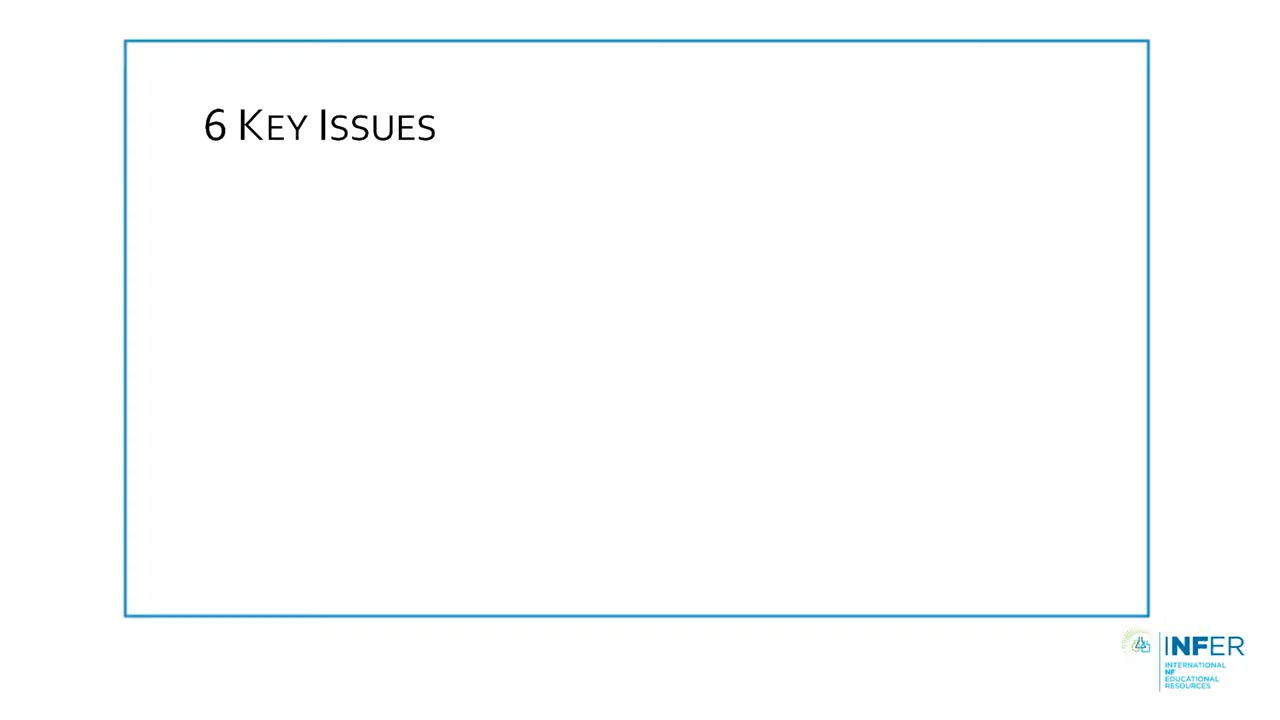 6 KEY ISSUES
INFER
INTERNATIONAL
NF
EDUCATIONAL
RESOURCES